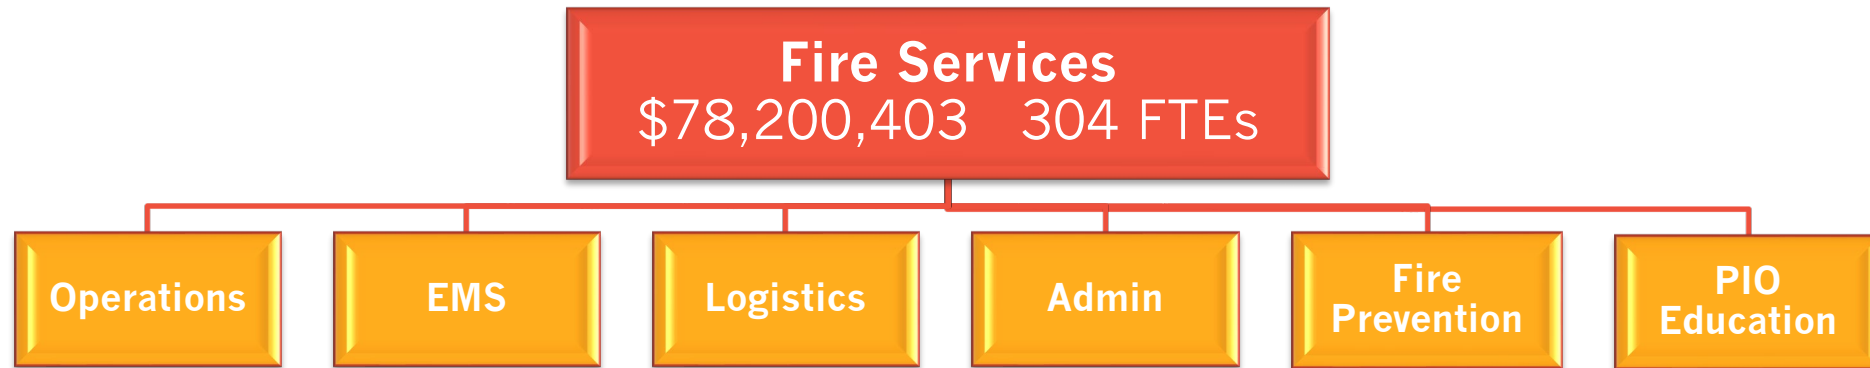 Fire Services
$78,200,403 304 FTEs
Operations
EMS
Logistics
Admin
Fire
Prevention
PIO
Education